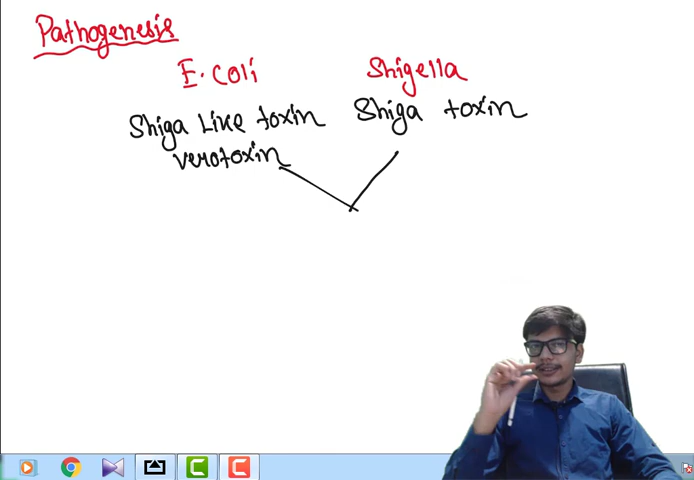 Pathogenesis
E. Coli
Shigella
Shiga Like toxin
Shiga toxin
verotoxin